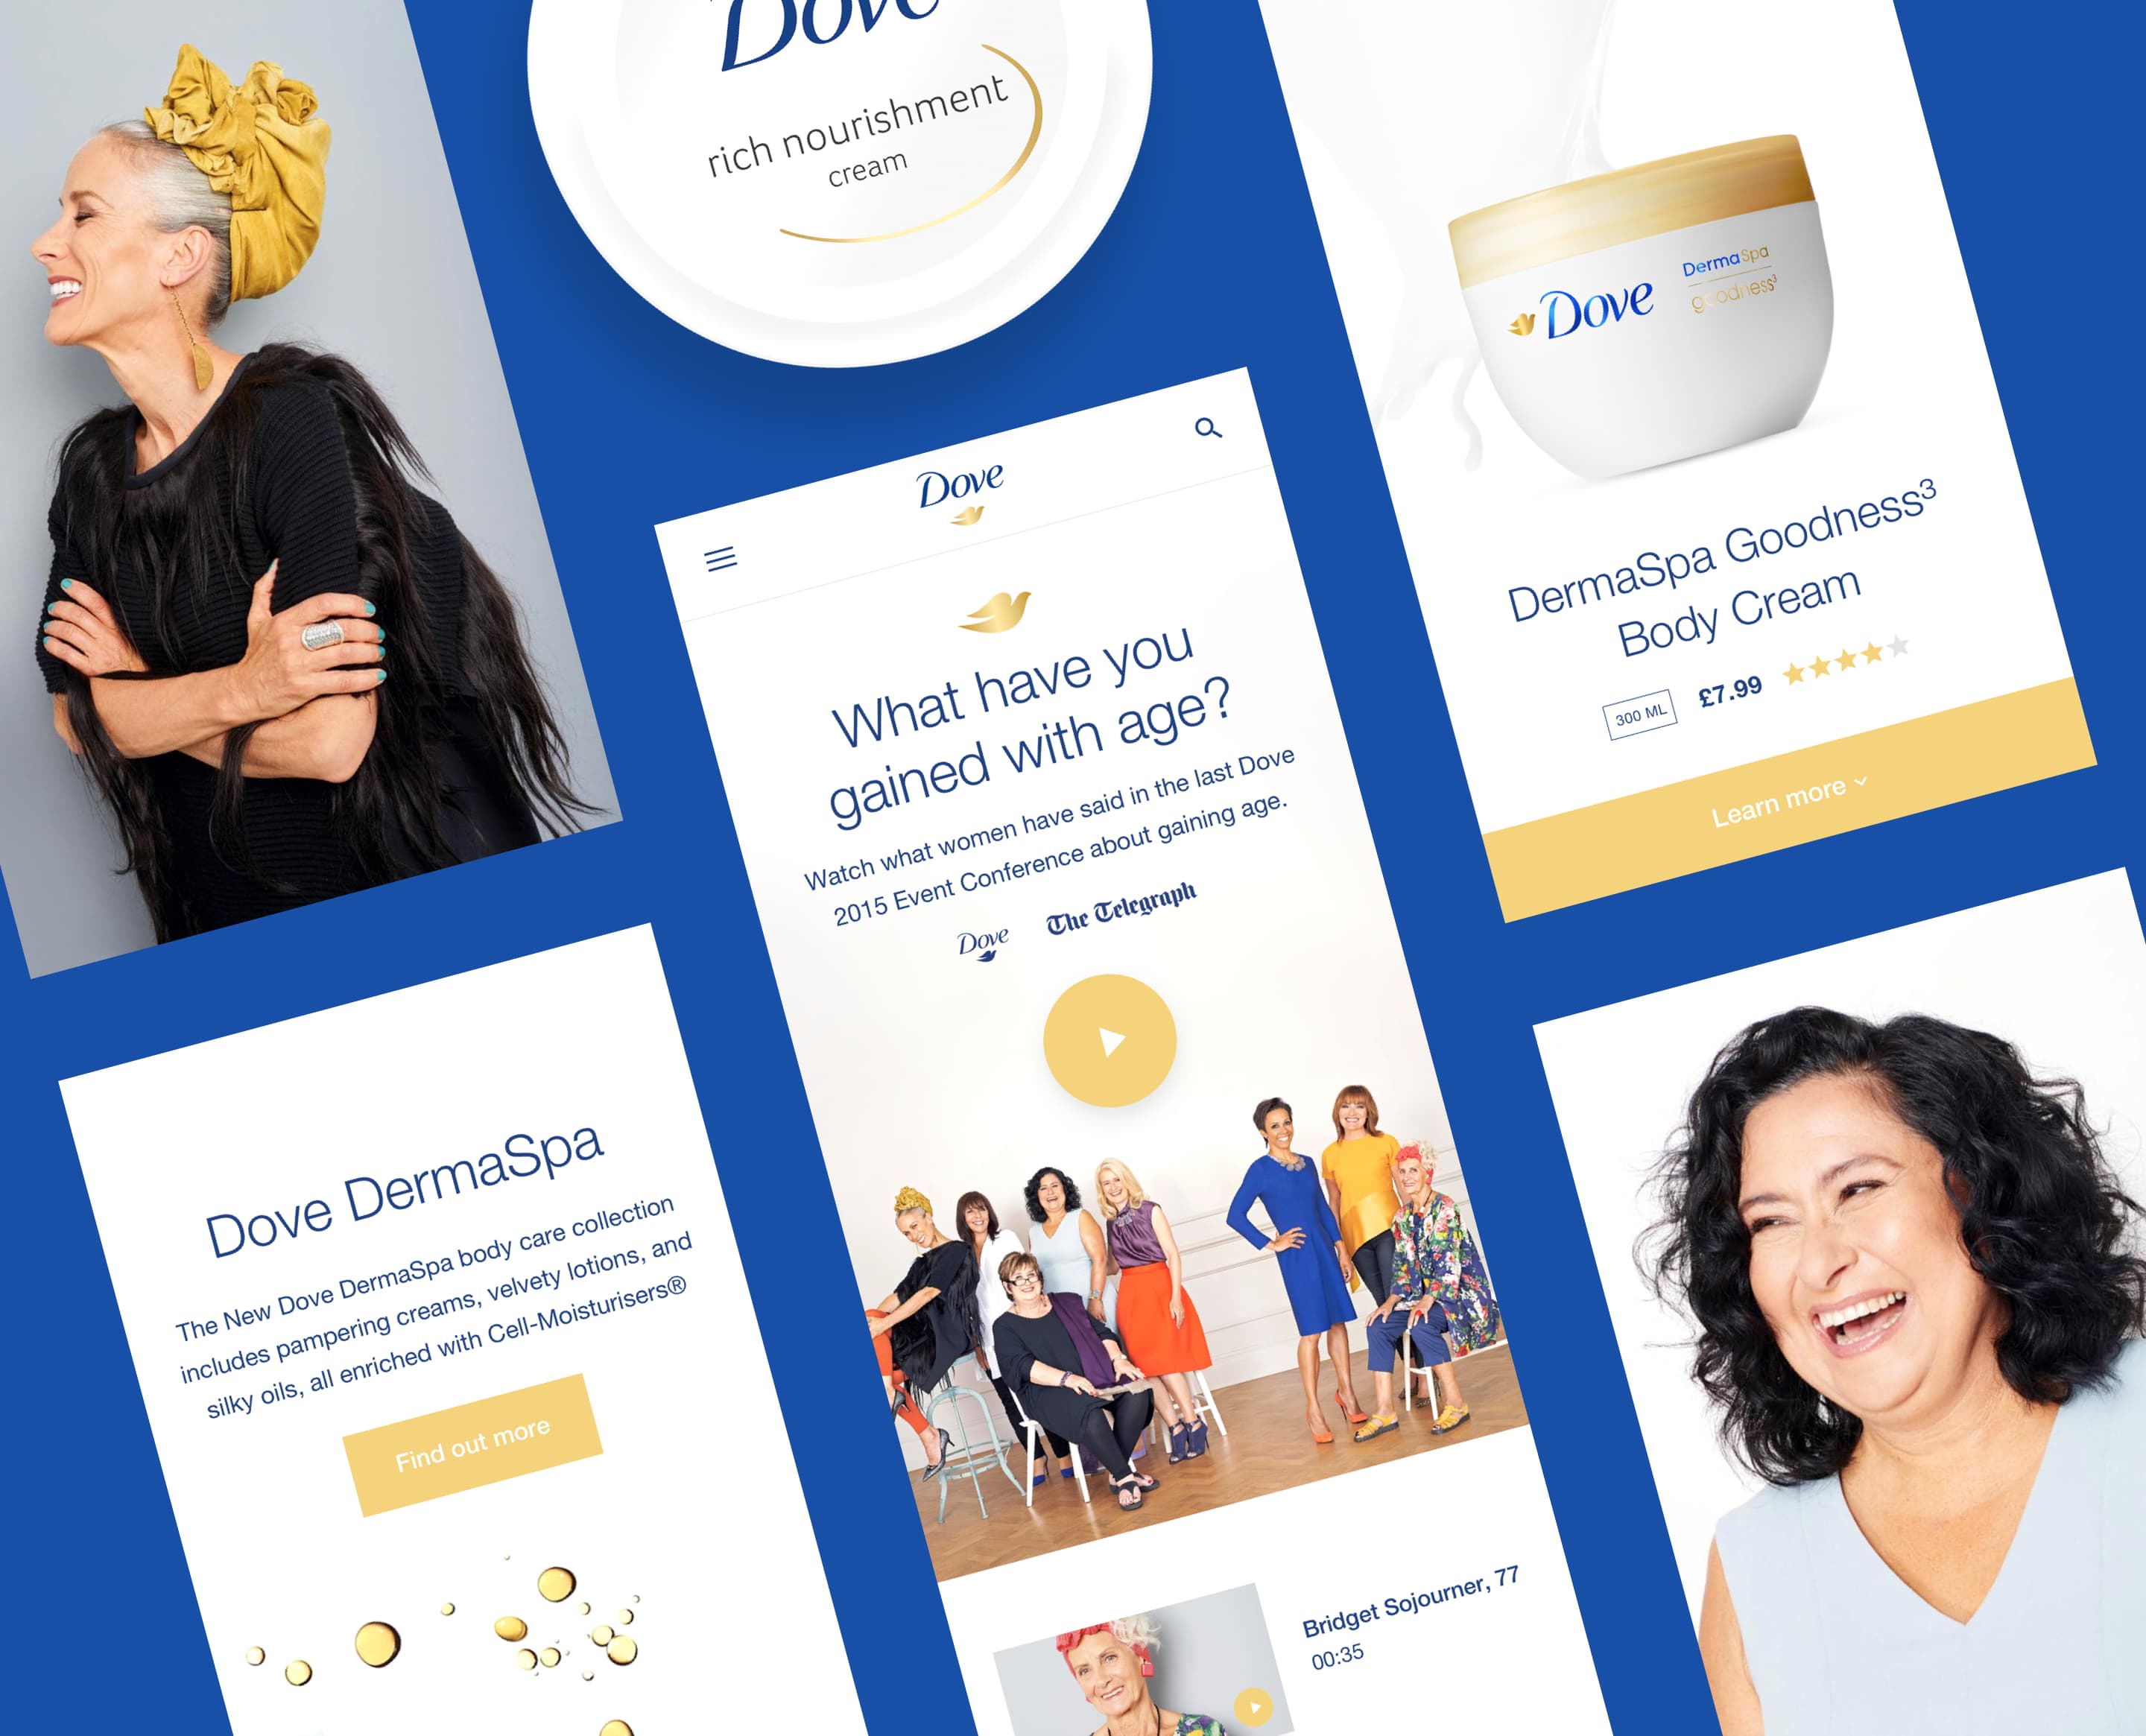 Dove
rich nourishment
cream
Dove
DermaSpa
goodness³
DermaSpa Goodness³
Body Cream
300 ML
£7.99
Learn more
Dove
What have you
gained with age?
Watch what women have said in the last Dove
2015 Event Conference about gaining age.
Dove
The Telegraph
Bridget Sojourner, 77
00:35
Dove DermaSpa
The New Dove DermaSpa body care collection
includes pampering creams, velvety lotions, and
silky oils, all enriched with Cell-Moisturisers®
Find out more